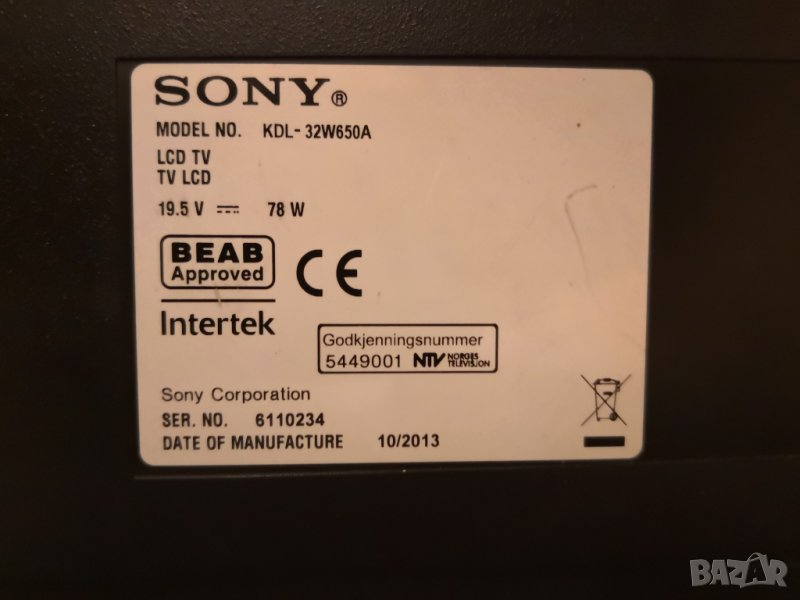 SONY®
MODEL NO. KDL-32W650A
LCD TV
TV LCD
19.5 V ⎓ 78 W
BEAB
Approved
CE
Intertek
Godkjenningsnummer
5449001 NTV NORGES TELEVISJON
Sony Corporation
SER. NO. 6110234
DATE OF MANUFACTURE 10/2013
BAZAR